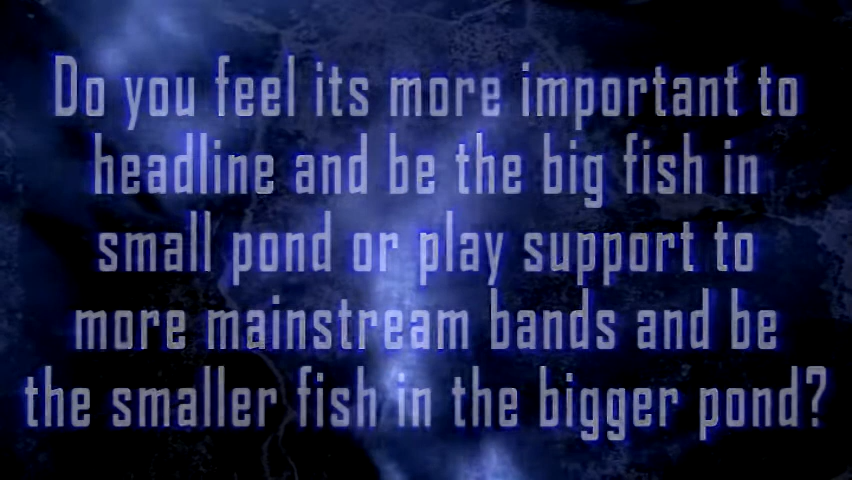 Do you feel its more important to
headline and be the big fish in
small pond or play support to
more mainstream bands and be
the smaller fish in the bigger pond?